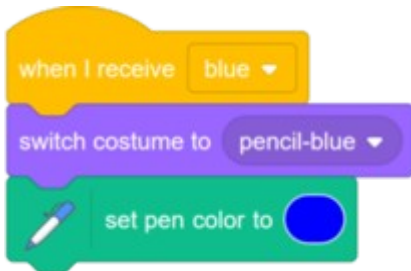 when I receive blue
switch costume to pencil-blue
set pen color to